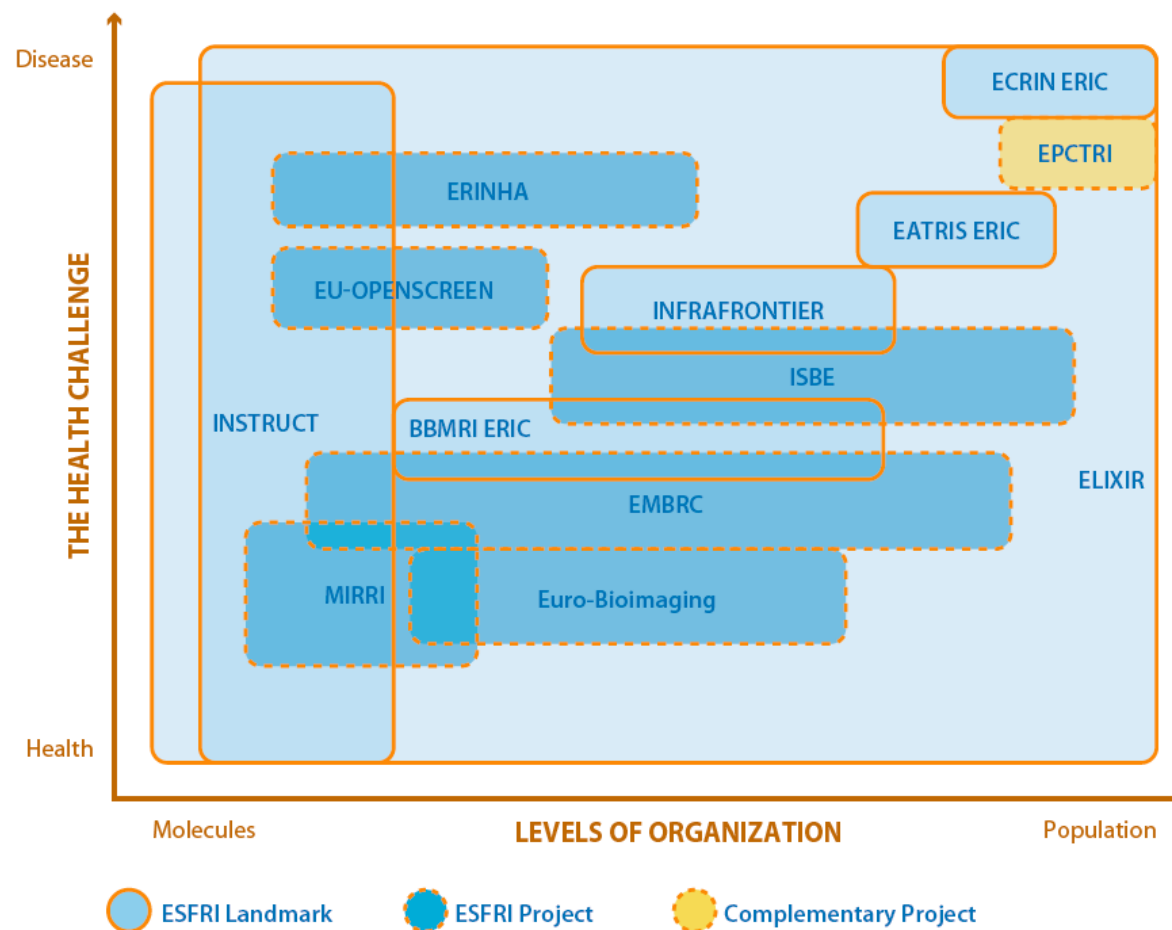 Disease
ECRIN ERIC
EPCTRI
ERINHA
EATRIS ERIC
EU-OPENSCREEN
INFRAFRONTIER
ISBE
INSTRUCT
BBMRI ERIC
ELIXIR
EMBRC
MIRRI
Euro-Bioimaging
THE HEALTH CHALLENGE
Health
Molecules
LEVELS OF ORGANIZATION
Population
ESFRI Landmark
ESFRI Project
Complementary Project